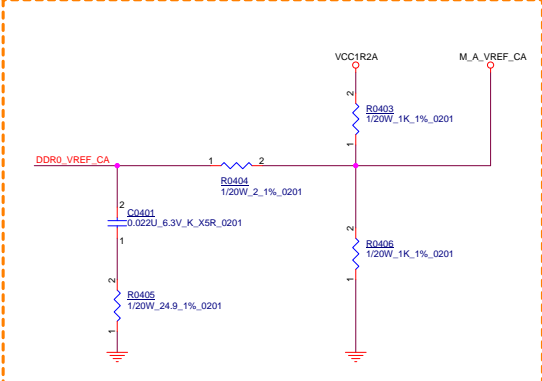 VCC1R2A
M_A_VREF_CA
2
R0403
1/20W_1K_1%_0201
1
DDR0_VREF_CA
1
2
R0404
1/20W_2_1%_0201
2
C0401
0.022U_6.3V_K_X5R_0201
1
2
R0406
1/20W_1K_1%_0201
1
2
R0405
1/20W_24.9_1%_0201
1